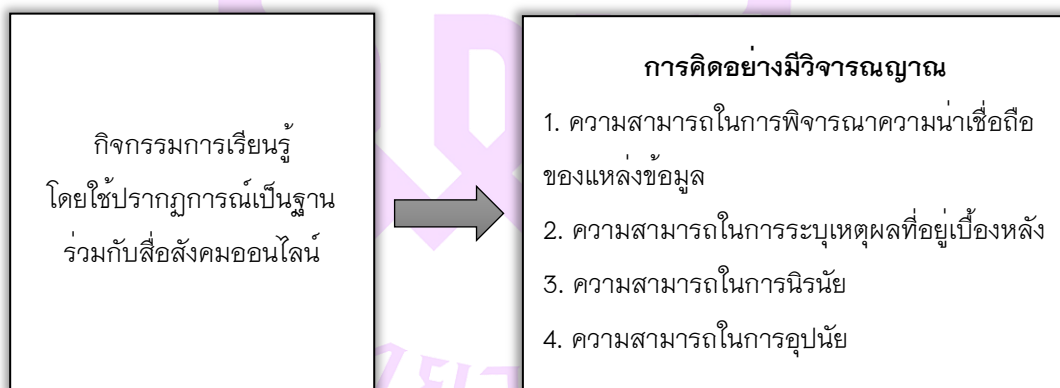 กิจกรรมการเรียนรู้
โดยใช้ปรากฏการณ์เป็นฐาน
ร่วมกับสื่อสังคมออนไลน์
การคิดอย่างมีวิจารณญาณ
1. ความสามารถในการพิจารณาความน่าเชื่อถือ
ของแหล่งข้อมูล
2. ความสามารถในการระบุเหตุผลที่อยู่เบื้องหลัง
3. ความสามารถในการนิรนัย
4. ความสามารถในการอุปนัย